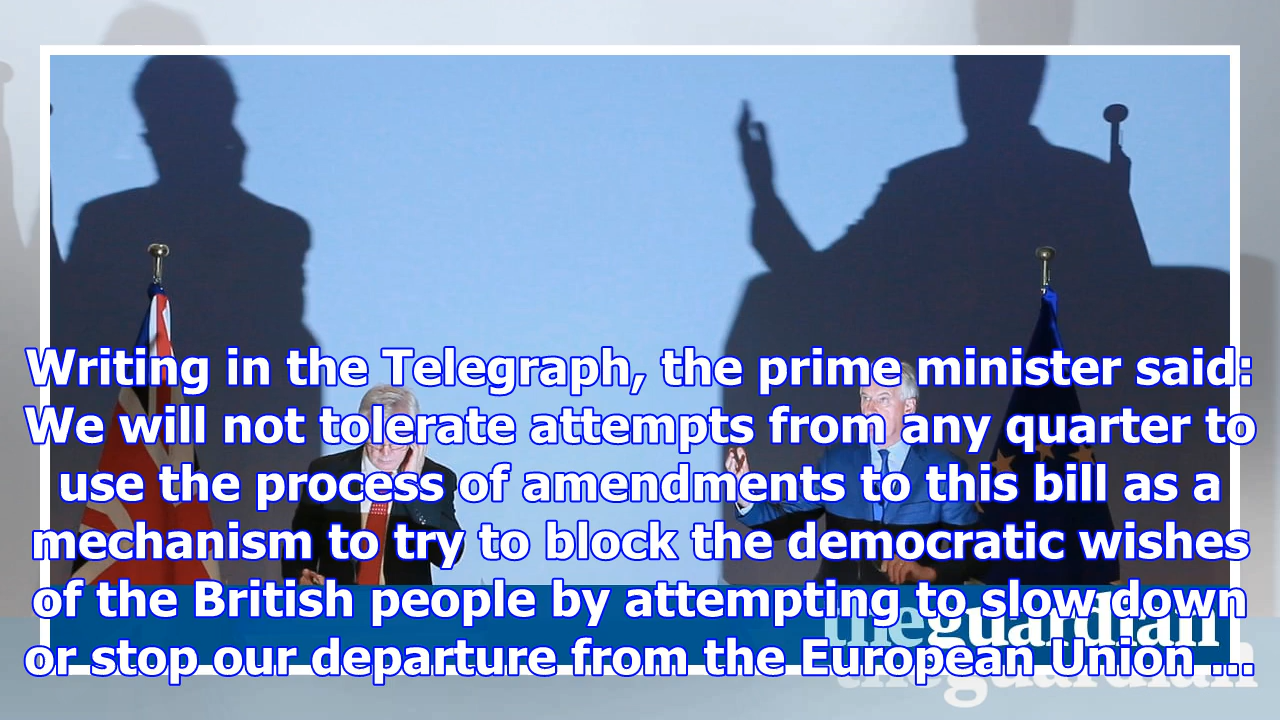 Writing in the Telegraph, the prime minister said:
We will not tolerate attempts from any quarter to
use the process of amendments to this bill as a
mechanism to try to block the democratic wishes
of the British people by attempting to slow down
or stop our departure from the European Union ...
theguardian
theguardian